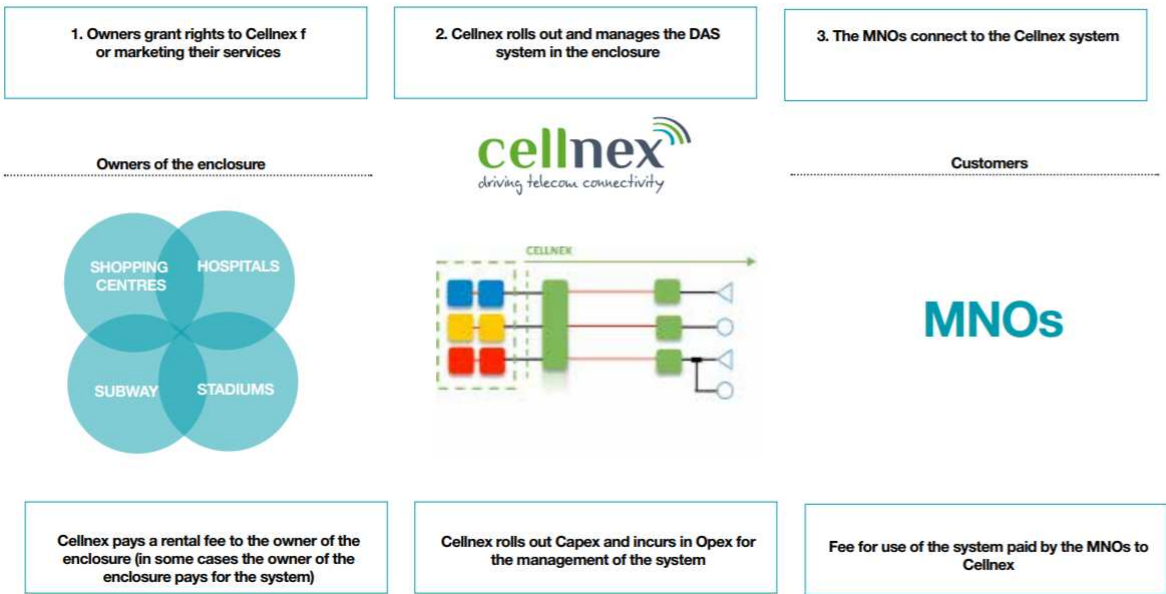 1. Owners grant rights to Cellnex f
or marketing their services
2. Cellnex rolls out and manages the DAS
system in the enclosure
3. The MNOs connect to the Cellnex system
Owners of the enclosure
cellnex
driving telecom connectivity
Customers
SHOPPING
CENTRES
HOSPITALS
SUBWAY
STADIUMS
CELLNEX
MNOs
Cellnex pays a rental fee to the owner of the
enclosure (in some cases the owner of the
enclosure pays for the system)
Cellnex rolls out Capex and incurs in Opex for
the management of the system
Fee for use of the system paid by the MNOs to
Cellnex